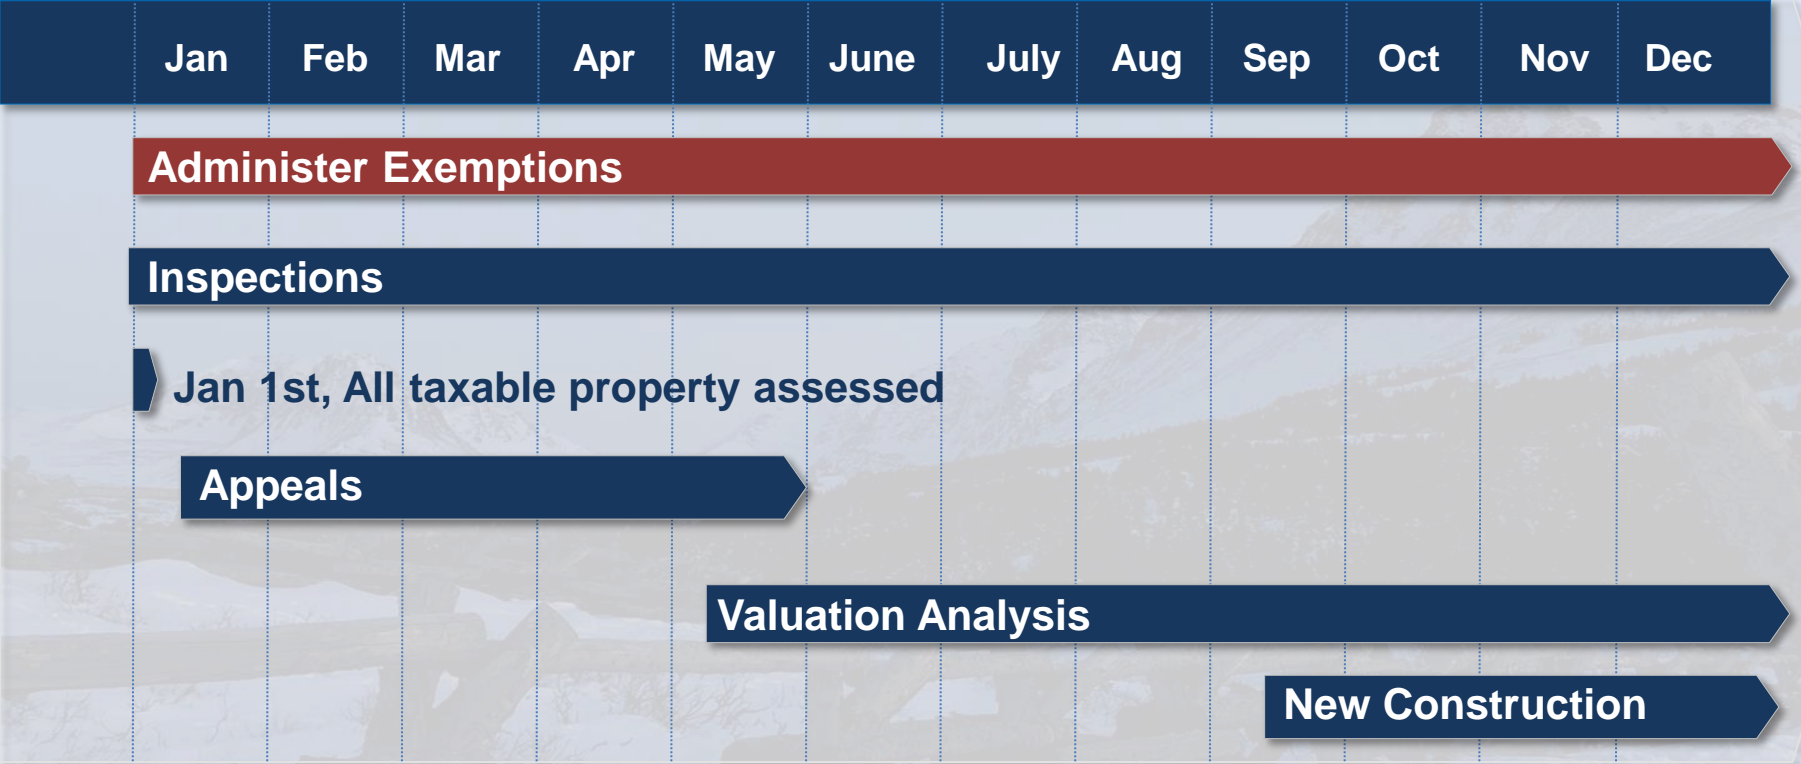 Jan Feb Mar Apr May June July Aug Sep Oct Nov Dec
Administer Exemptions
Inspections
Jan 1st, All taxable property assessed
Appeals
Valuation Analysis
New Construction